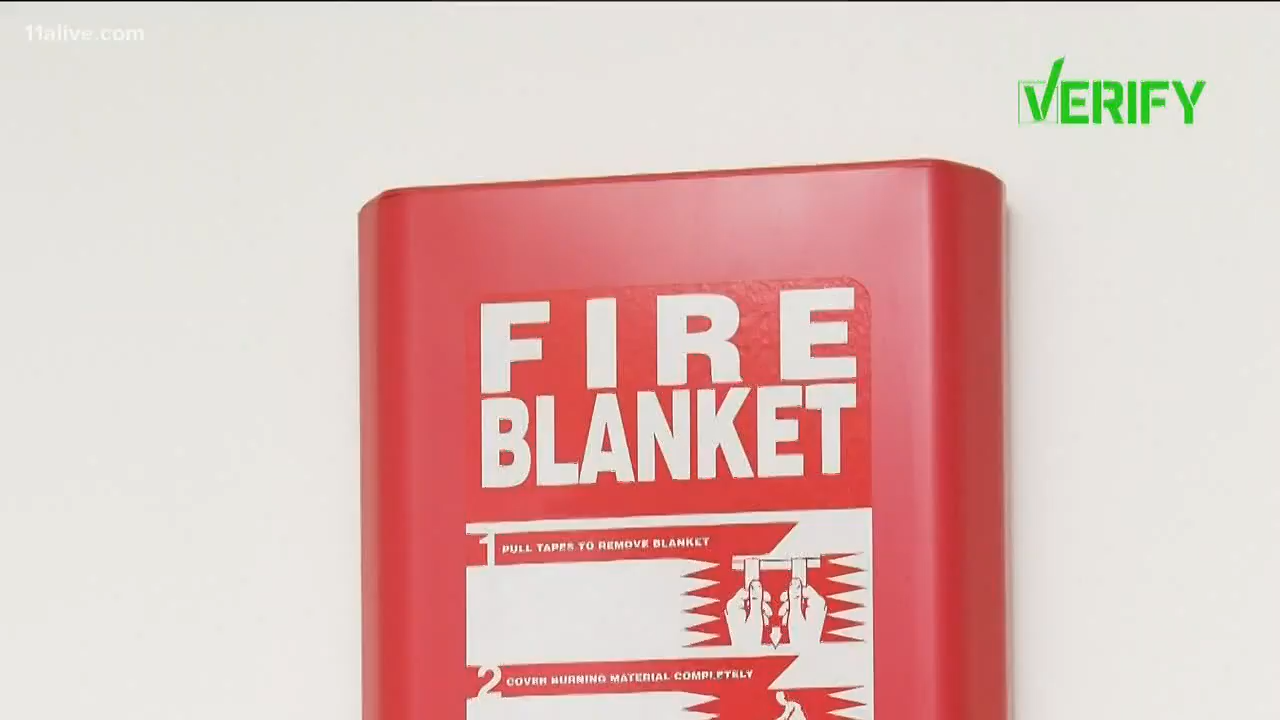 11alive.com
VERIFY
FIRE
BLANKET
1 PULL TAPES TO REMOVE BLANKET
2 COVER BURNING MATERIAL COMPLETELY